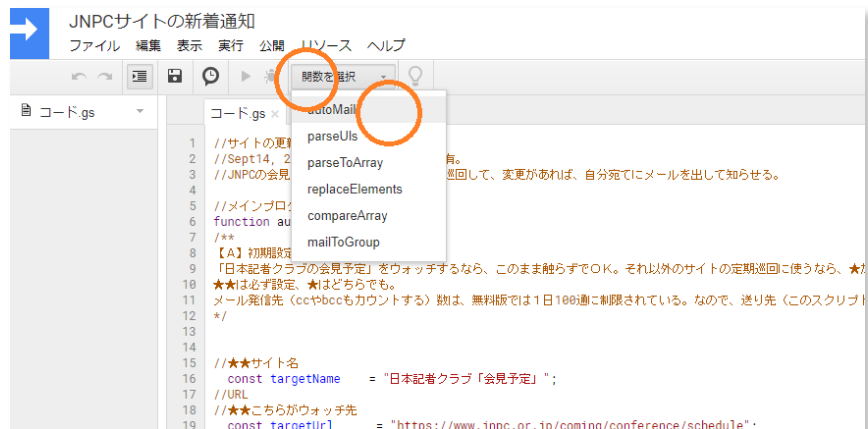 JNPCサイトの新着通知
ファイル 編集 表示 実行 公開 リソース ヘルプ
関数を選択
コード.gs
コード.gs ×
autoMail
parseUls
parseToArray
replaceElements
compareArray
mailToGroup
1 //サイトの更新
2 //Sept14, 2 有。
3 //JNPCの会見 巡回して、変更があれば、自分宛てにメールを出して知らせる。
4
5 //メインプログ
6 function au
7 /**
8 【A】初期設定
9 「日本記者クラブの会見予定」をウォッチするなら、このまま触らずでＯＫ。それ以外のサイトの定期巡回に使うなら、★
10 ★★は必ず設定、★はどちらでも。
11 メール発信先（ccやbccもカウントする）数は、無料版では１日100通に制限されている。なので、送り先（このスクリプト
12 */
13
14
15 //★★サイト名
16 const targetName = "日本記者クラブ「会見予定」";
17 //URL
18 //★★こちらがウォッチ先
19 const targetUrl = "https://www.jnpc.or.jp/coming/conference/schedule";